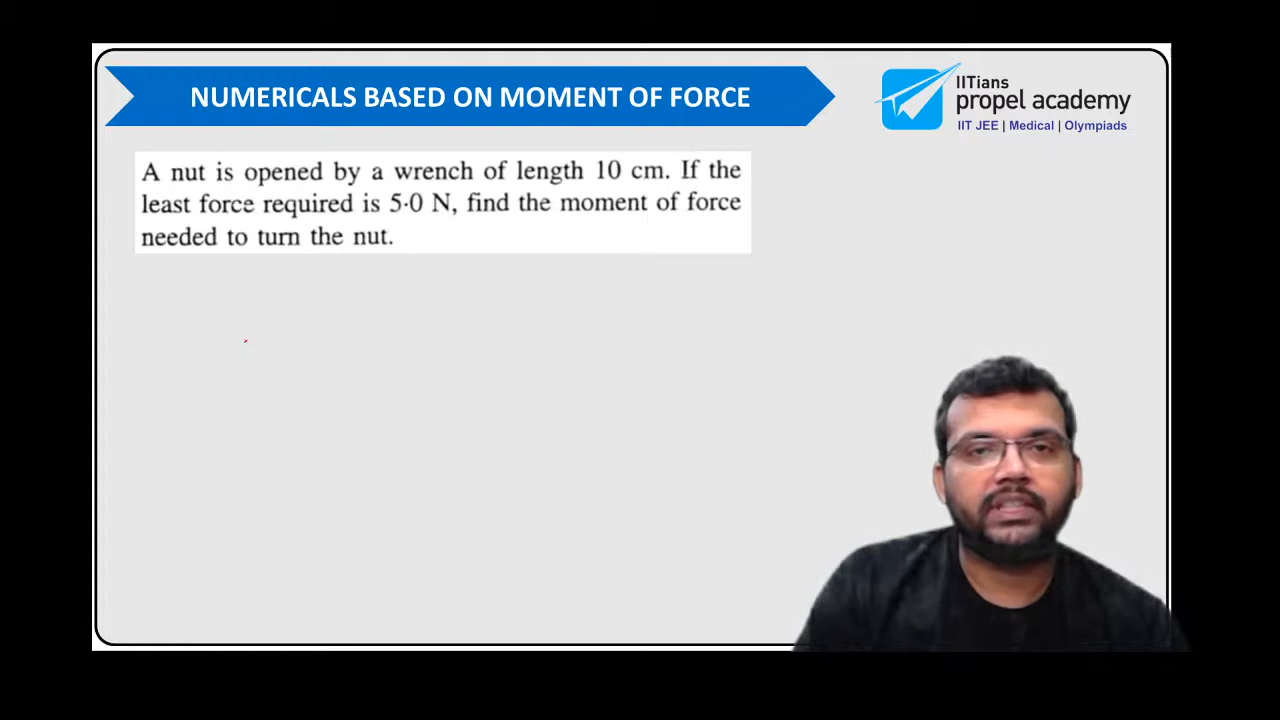 NUMERICALS BASED ON MOMENT OF FORCE
IITians
propel academy
IIT JEE | Medical | Olympiads
A nut is opened by a wrench of length 10 cm. If the
least force required is 5·0 N, find the moment of force
needed to turn the nut.